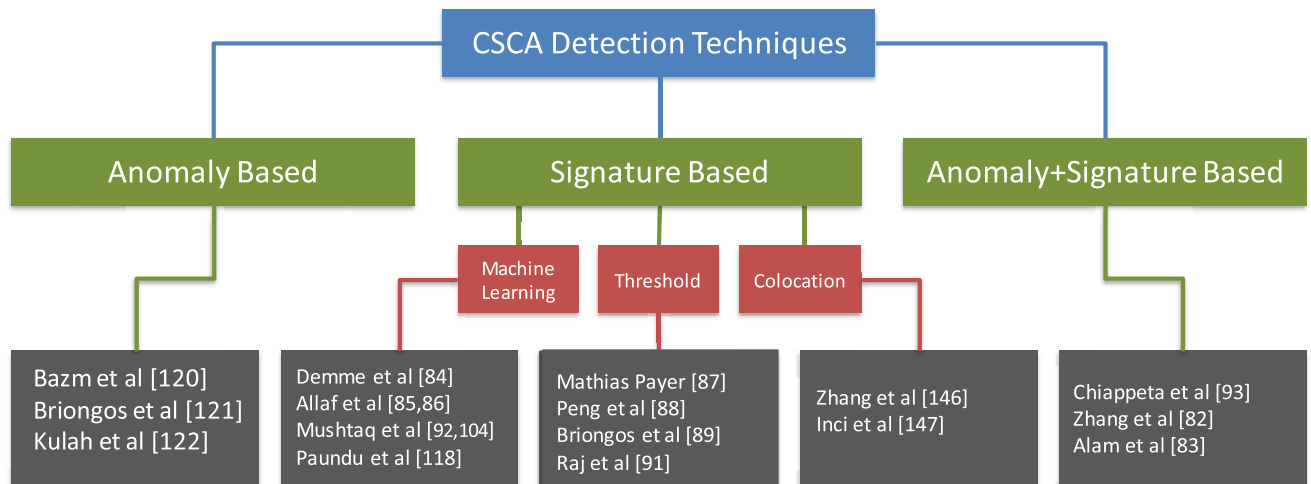 CSCA Detection Techniques
Anomaly Based
Signature Based
Anomaly+Signature Based
Machine
Learning
Threshold
Colocation
Bazm et al [120]
Briongos et al [121]
Kulah et al [122]
Demme et al [84]
Allaf et al [85,86]
Mushtaq et al [92,104]
Paundu et al [118]
Mathias Payer [87]
Peng et al [88]
Briongos et al [89]
Raj et al [91]
Zhang et al [146]
Inci et al [147]
Chiappeta et al [93]
Zhang et al [82]
Alam et al [83]